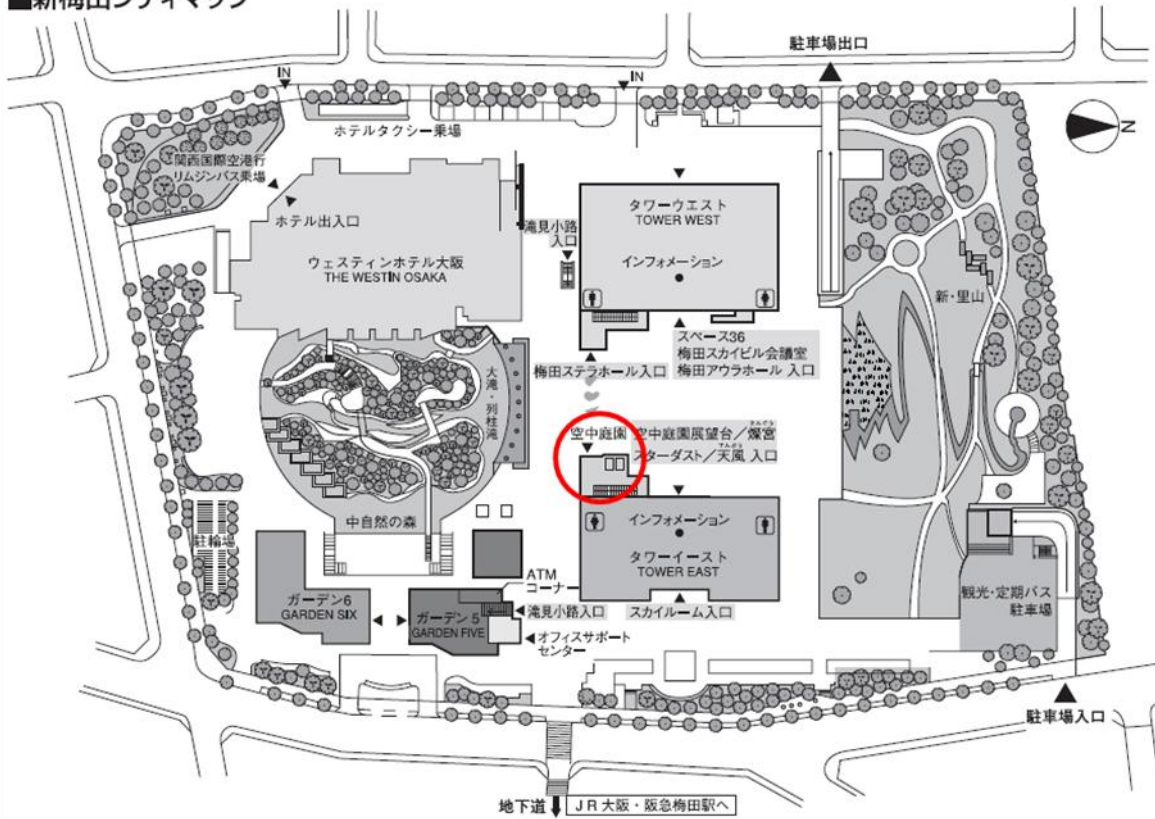 ■新梅田シティマップ
駐車場出口
IN
IN
ホテルタクシー乗場
N
関西国際空港行
リムジンバス乗場
ホテル出入口
タワーウエスト
TOWER WEST
滝見小路
入口
ウェスティンホテル大阪
THE WESTIN OSAKA
インフォメーション
新・里山
スペース36
梅田スカイビル会議室
梅田アウラホール 入口
梅田ステラホール入口
大滝・列柱滝
空中庭園
空中庭園展望台／燦宮
さんぐう
スターダスト／天風 入口
てんぷう
中自然の森
インフォメーション
タワーイースト
TOWER EAST
駐輪場
ATM
コーナー
ガーデン6
GARDEN SIX
ガーデン5
GARDEN FIVE
滝見小路入口
スカイルーム入口
オフィスサポート
センター
観光・定期バス
駐車場
駐車場入口
地下道
JR大阪・阪急梅田駅へ